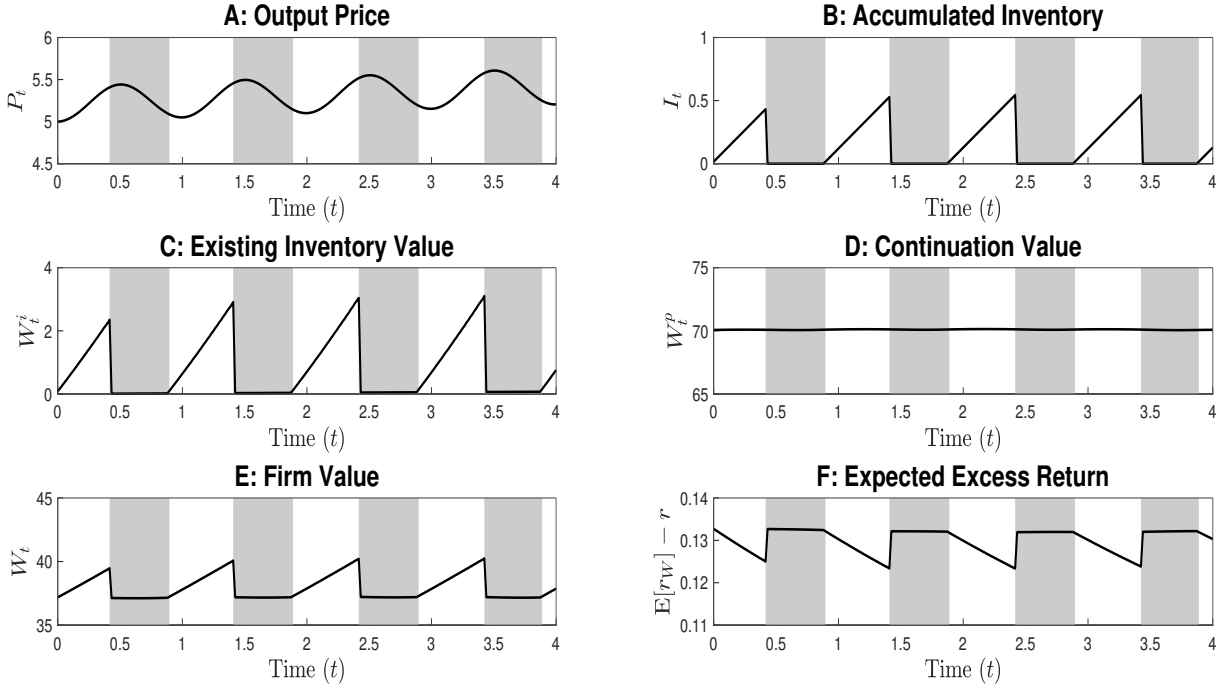 A: Output Price
6
5.5
5
4.5
P_t
0 0.5 1 1.5 2 2.5 3 3.5 4
Time (t)
B: Accumulated Inventory
1
0.5
0
I_t
0 0.5 1 1.5 2 2.5 3 3.5 4
Time (t)
C: Existing Inventory Value
4
2
0
W_t^i
0 0.5 1 1.5 2 2.5 3 3.5 4
Time (t)
D: Continuation Value
75
70
65
W_t^p
0 0.5 1 1.5 2 2.5 3 3.5 4
Time (t)
E: Firm Value
45
40
35
W_t
0 0.5 1 1.5 2 2.5 3 3.5 4
Time (t)
F: Expected Excess Return
0.14
0.13
0.12
0.11
E[r_W] − r
0 0.5 1 1.5 2 2.5 3 3.5 4
Time (t)